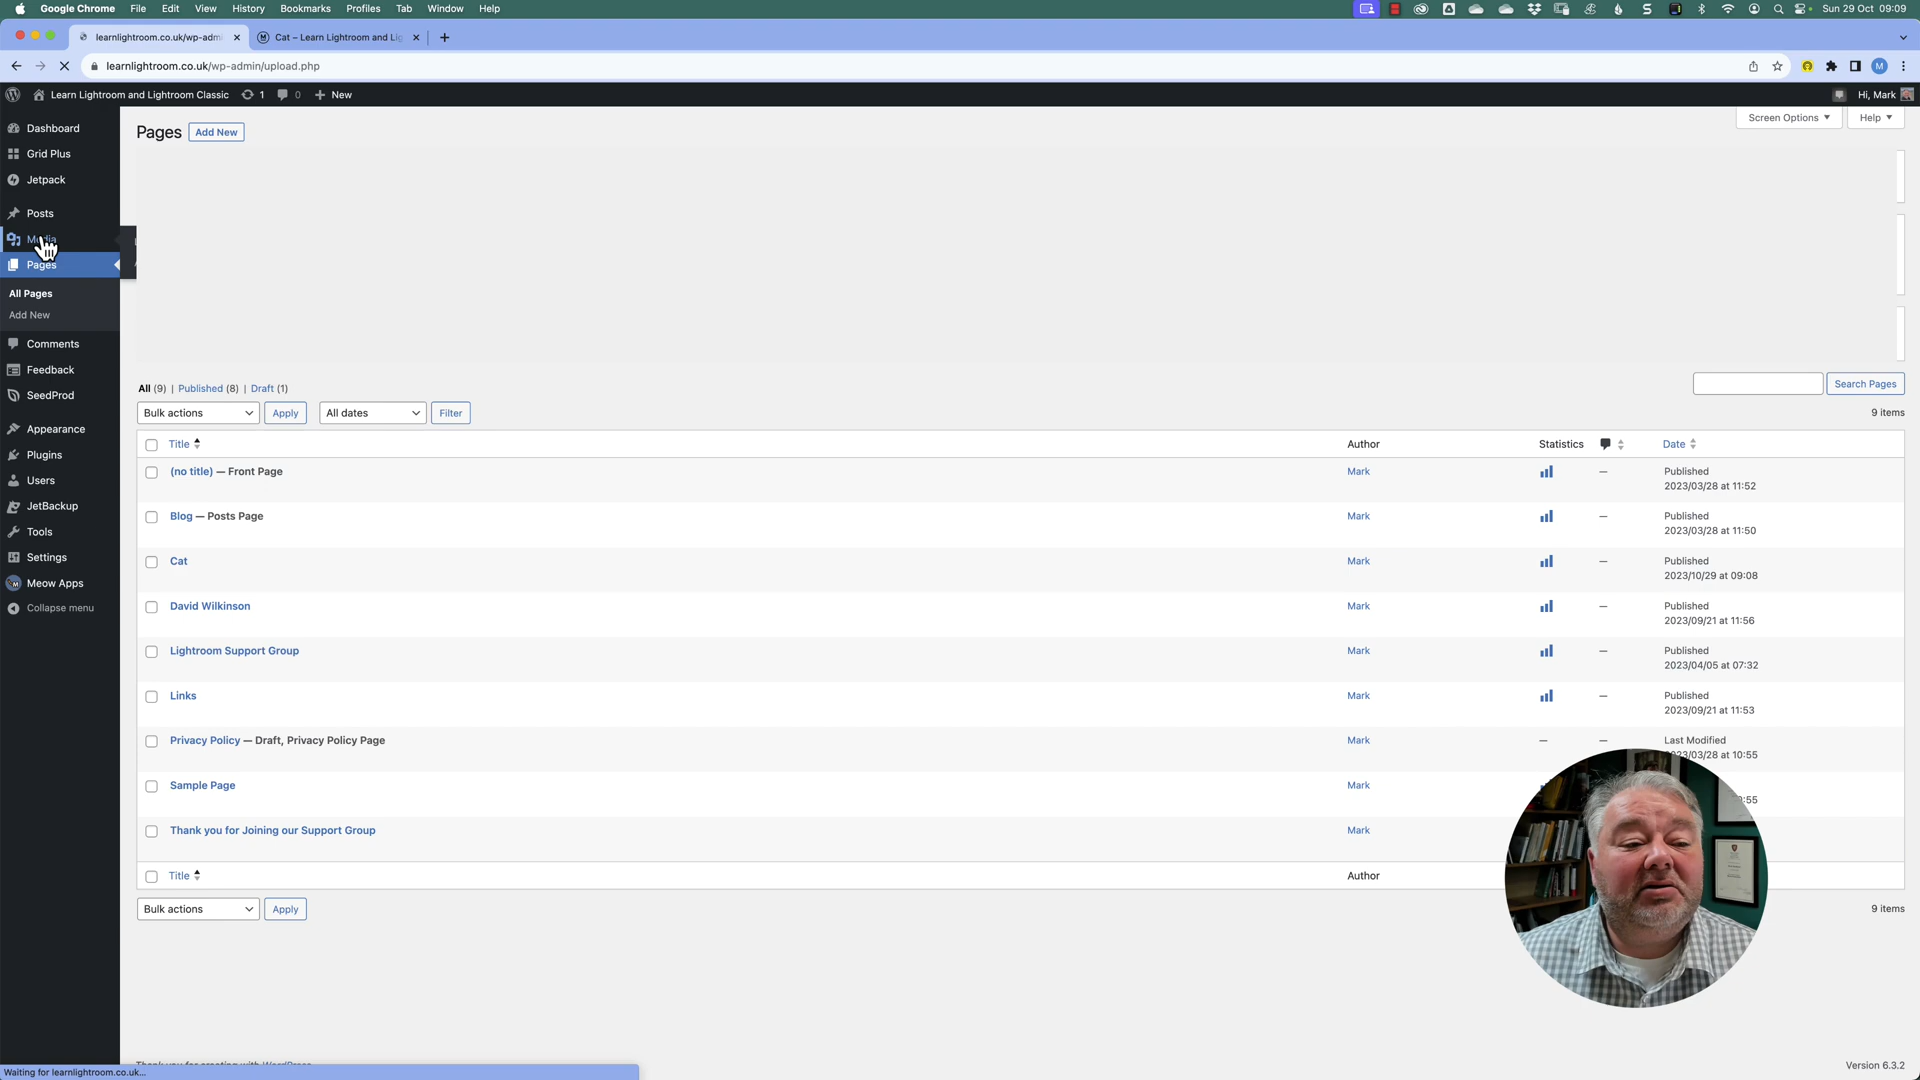 Google Chrome File Edit View History Bookmarks Profiles Tab Window Help Sun 29 Oct 09:09
learnlightroom.co.uk/wp-adm Cat – Learn Lightroom and Lig
learnlightroom.co.uk/wp-admin/upload.php
Learn Lightroom and Lightroom Classic 1 0 New Hi, Mark
Dashboard
Grid Plus
Jetpack
Posts
Media
Pages
All Pages
Add New
Comments
Feedback
SeedProd
Appearance
Plugins
Users
JetBackup
Tools
Settings
Meow Apps
Collapse menu
Pages Add New Screen Options Help
All (9) | Published (8) | Draft (1) Search Pages
Bulk actions Apply All dates Filter 9 items
Title Author Statistics Date
(no title) — Front Page Mark — Published
2023/03/28 at 11:52
Blog — Posts Page Mark — Published
2023/03/28 at 11:50
Cat Mark — Published
2023/10/29 at 09:08
David Wilkinson Mark — Published
2023/09/21 at 11:56
Lightroom Support Group Mark — Published
2023/04/05 at 07:32
Links Mark — Published
2023/09/21 at 11:53
Privacy Policy — Draft, Privacy Policy Page Mark — — Last Modified
23/03/28 at 10:55
Sample Page Mark
:55
Thank you for Joining our Support Group Mark
Title Author
Bulk actions Apply 9 items
Version 6.3.2
Waiting for learnlightroom.co.uk...